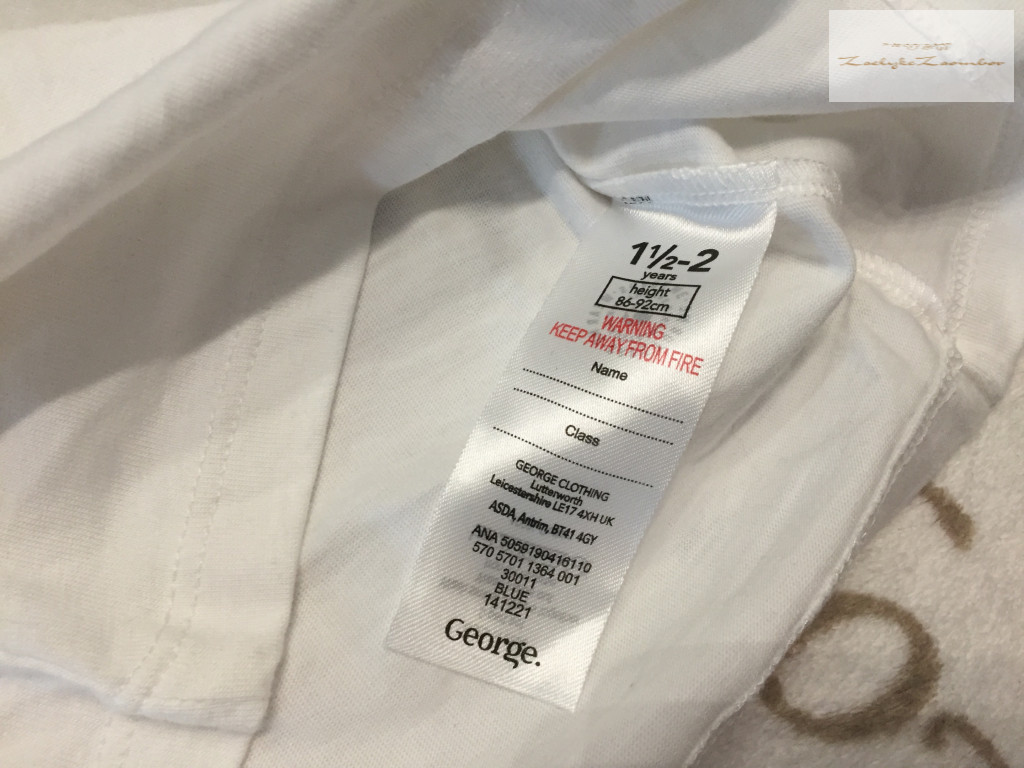 1½-2
years
height
86-92cm
WARNING
KEEP AWAY FROM FIRE
Name
Class
GEORGE CLOTHING
Lutterworth
Leicestershire LE17 4XH UK
ASDA, Antrim, BT41 4GY
ANA 5059190416110
570 5701 1364 001
30011
BLUE
141221
George.